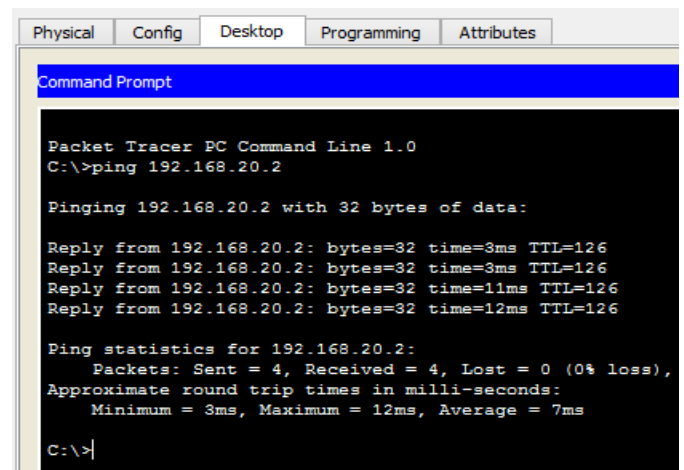 Physical Config Desktop Programming Attributes
Command Prompt
Packet Tracer PC Command Line 1.0
C:\>ping 192.168.20.2
Pinging 192.168.20.2 with 32 bytes of data:
Reply from 192.168.20.2: bytes=32 time=3ms TTL=126
Reply from 192.168.20.2: bytes=32 time=3ms TTL=126
Reply from 192.168.20.2: bytes=32 time=11ms TTL=126
Reply from 192.168.20.2: bytes=32 time=12ms TTL=126
Ping statistics for 192.168.20.2:
Packets: Sent = 4, Received = 4, Lost = 0 (0% loss),
Approximate round trip times in milli-seconds:
Minimum = 3ms, Maximum = 12ms, Average = 7ms
C:\>